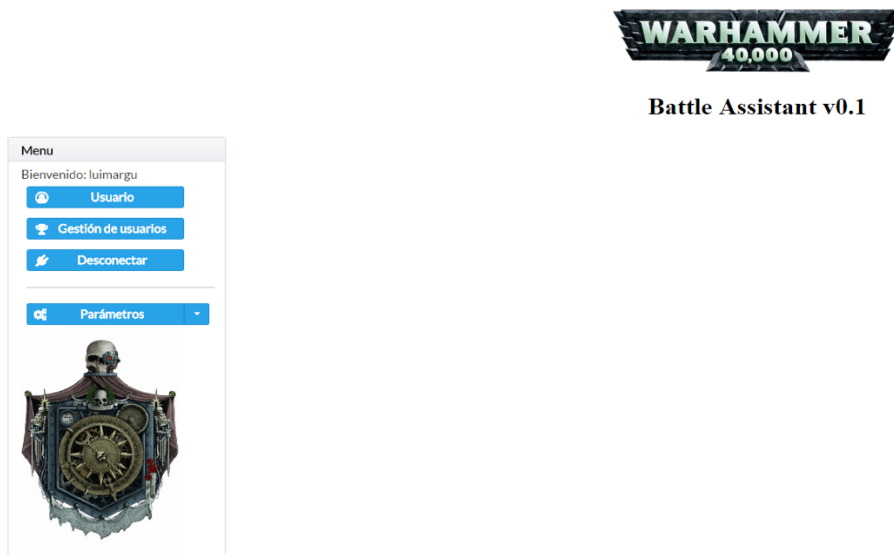 WARHAMMER
40,000
Battle Assistant v0.1
Menu
Bienvenido: luimargu
Usuario
Gestión de usuarios
Desconectar
Parámetros